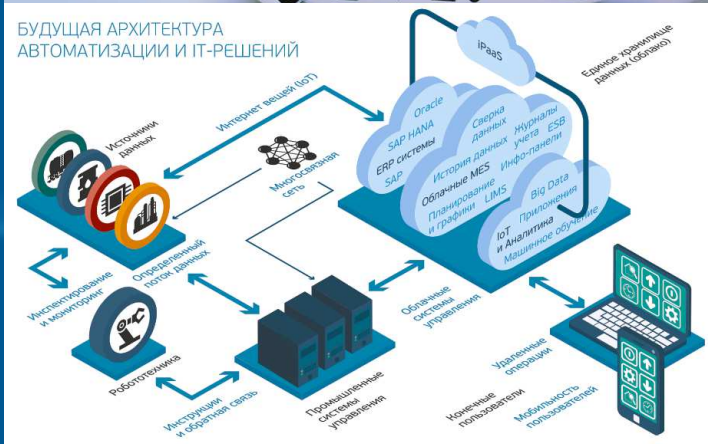 БУДУЩАЯ АРХИТЕКТУРА
АВТОМАТИЗАЦИИ И IT-РЕШЕНИЙ
iPaaS
Единое хранилище
данных (облако)
Интернет вещей (IoT)
Источники
данных
Многосвязная
сеть
Oracle
SAP HANA
ERP системы
SAP
Сверка
данных
Журналы
учета ESB
История данных
Инфо-панели
Облачные MES
Планирование
и графики LIMS
Big Data
IoT Приложения
и Аналитика
Машинное обучение
Определенный
поток данных
Инспектирование
и мониторинг
Робототехника
Инструкции
и обратная связь
Промышленные
системы
управления
Облачные
системы
управления
Удаленные
операции
Конечные
пользователи
Мобильность
пользователей